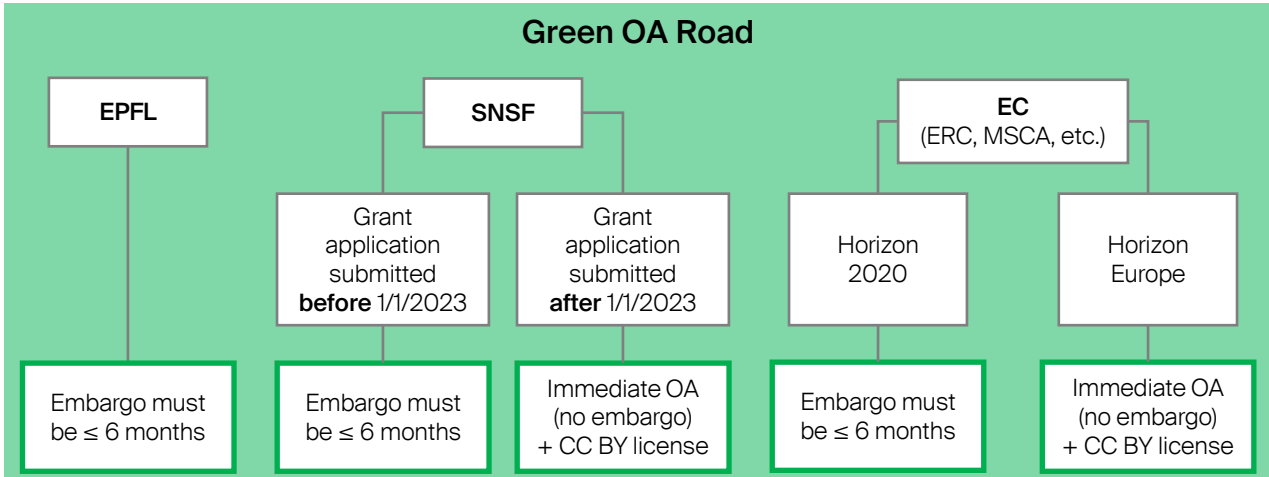 Green OA Road
EPFL
SNSF
EC
(ERC, MSCA, etc.)
Grant
application
submitted
before 1/1/2023
Grant
application
submitted
after 1/1/2023
Horizon
2020
Horizon
Europe
Embargo must
be ≤ 6 months
Embargo must
be ≤ 6 months
Immediate OA
(no embargo)
+ CC BY license
Embargo must
be ≤ 6 months
Immediate OA
(no embargo)
+ CC BY license